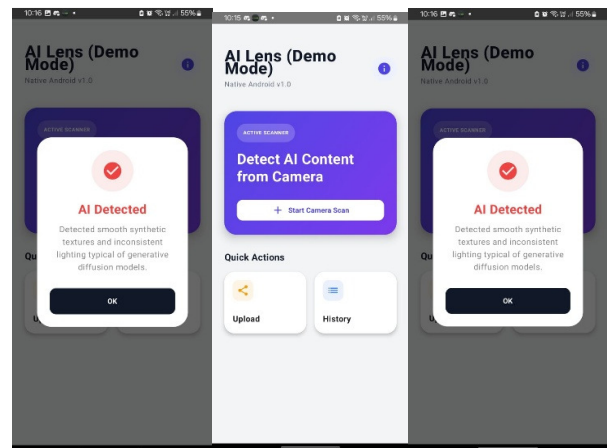 10:16
55%
AI Lens (Demo
Mode)
Native Android v1.0
ACTIVE SCANNER
AI Detected
Detected smooth synthetic
textures and inconsistent
lighting typical of generative
diffusion models.
OK
Qu
U
10:15
55%
AI Lens (Demo
Mode)
Native Android v1.0
ACTIVE SCANNER
Detect AI Content
from Camera
+ Start Camera Scan
Quick Actions
Upload
History
10:16
55%
AI Lens (Demo
Mode)
Native Android v1.0
ACTIVE SCANNER
AI Detected
Detected smooth synthetic
textures and inconsistent
lighting typical of generative
diffusion models.
OK
Qu
U